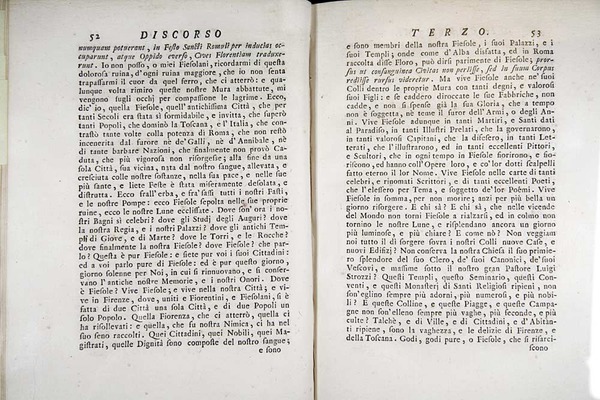 52 DISCORSO
nunquam potuerant, in Festo Sancti Romuli per inducias oc-
cuparunt, atque Oppido everso, Cives Florentiam traduxe-
runt. Io non posso, o miei Fiesolani, ricordarmi di questa
dolorosa ruina, d'ogni ruina maggiore, che io non senta
trapassarmi il cuor da quel ferro, che ci atterrò: e qua-
lunque volta rimiro queste nostre Mura abbattute, mi
vengono sugli occhj per compassione le lagrime. Ecco,
dic' io, quella Fiesole, quell'antichissima Città, che per
tanti Secoli era stata sì formidabile, e invitta, che superò
tanti Popoli, che dominò la Toscana, e l'Italia, che con-
trastò tante volte colla potenza di Roma, che non restò
incenerita dal furore nè de' Galli, nè d'Annibale, nè
di tante barbare Nazioni, che finalmente non provò Ca-
duta, che più vigorosa non risorgesse; alla fine da una
sola Città, sua vicina, nata dal nostro sangue, allevata, e
cresciuta colle nostre sostanze, nella sua pace, e nelle sue
più sante, e liete Feste è stata miseramente desolata, e
distrutta. Ecco fra ll'erba, e fra' sassi tutti i nostri Fasti,
e le nostre Pompe: ecco Fiesole sepolta nelle sue proprie
ruine, ecco le nostre Lune ecclissate. Dove son' ora i no-
stri Bagni sì celebri? dove gli Studj degli Auguri? dove
la nostra Regia, e i nostri Palazzi? dove gli antichi Tem-
pli di Giove, e di Marte? dove le Torri, e le Rocche?
dove finalmente la nostra Fiesole? dove Fiesole? che par-
lo? Questa è pur Fiesole: e siete pur voi i suoi Cittadini:
ed a voi parlo pure di Fiesole: ed è pur questo giorno,
giorno solenne per Noi, in cui si rinnuovano, e si conser-
vano l'antiche nostre Memorie, e i nostri Onori. Dove
è Fiesole? Vive Fiesole; e vive nella nostra Città; e vi-
ve in Firenze, dove, uniti e Fiorentini, e Fiesolani, si è
fatta di due Città una sola Città, e di due Popoli un
solo Popolo. Quella Fiorenza, che ci atterrò, quella ci
ha risollevati: e quella, che fu nostra Nimica, ci ha nel
suo seno raccolti. Quei Cittadini, quei Nobili, quei Ma-
gistrati, quelle Dignità sono composte del nostro sangue;
e sono
TERZO. 53
e sono membri della nostra Fiesole, i suoi Palazzi, e i
suoi Templi; onde come d'Alba disfatta, ed in Roma
raccolta disse Floro, può dirsi parimente di Fiesole; pror-
sus ut consanguinea Civitas non periisse, sed in suum Corpus
rediisse rursus videretur. Ma vive Fiesole anche ne' suoi
Colli dentro le proprie Mura con tanti degni, e valorosi
suoi Figli: e se caddero diroccate le sue Fabbriche, non
cadde, e non si spense già la sua Gloria, che a tempo
non è soggetta, nè teme il furore dell'Armi, o degli An-
ni. Vive Fiesole adunque in tanti Martiri, e Santi dati
al Paradiso, in tanti Illustri Prelati, che la governarono,
in tanti valorosi Capitani, che la difesero, in tanti Let-
terati, che l'illustrarono, ed in tanti eccellenti Pittori,
e Scultori, che in ogni tempo in Fiesole fiorirono, e fio-
riscono, ed hanno coll'Opere loro, e co'lor dotti scalpelli
fatto eterno il lor Nome. Vive Fiesole nelle carte di tanti
celebri, e rinomati Scrittori, e di tanti eccellenti Poeti,
che l'elessero per Tema, e soggetto de'lor Poemi. Vive
Fiesole in somma, per non morire; anzi per più bella un
giorno risorgere. E chi sà? E chi sà, che nelle vicende
del Mondo non torni Fiesole a rialzarsi, ed in colmo non
tornino le nostre Lune, e risplendano ancora un giorno
più luminose, e più chiare? E come nò? Non veggiam
noi tutto il dì sorgere sovra i nostri Colli nuove Case, e
nuovi Edifizj? Non conserva la nostra Chiesa il suo primie-
ro splendore del suo Clero, de' suoi Canonici, de' suoi
Vescovi, e massime sotto il nostro gran Pastore Luigi
Strozzi? Questi Templi, questo Seminario, questi Con-
venti, e questi Monasterj di Santi Religiosi ripieni, non
son'eglino sempre più adorni, più numerosi, e più nobi-
li? E queste Colline, e queste Piagge, e queste Campa-
gne non son'elleno sempre più vaghe, più feconde, e più
culte? Talchè, e di Ville, e di Cittadini, e d'Abitan-
ti ripiene, sono la vaghezza, e le delizie di Firenze, e
della Toscana. Godi, godi pure, o Fiesole, che si risarci-
scono